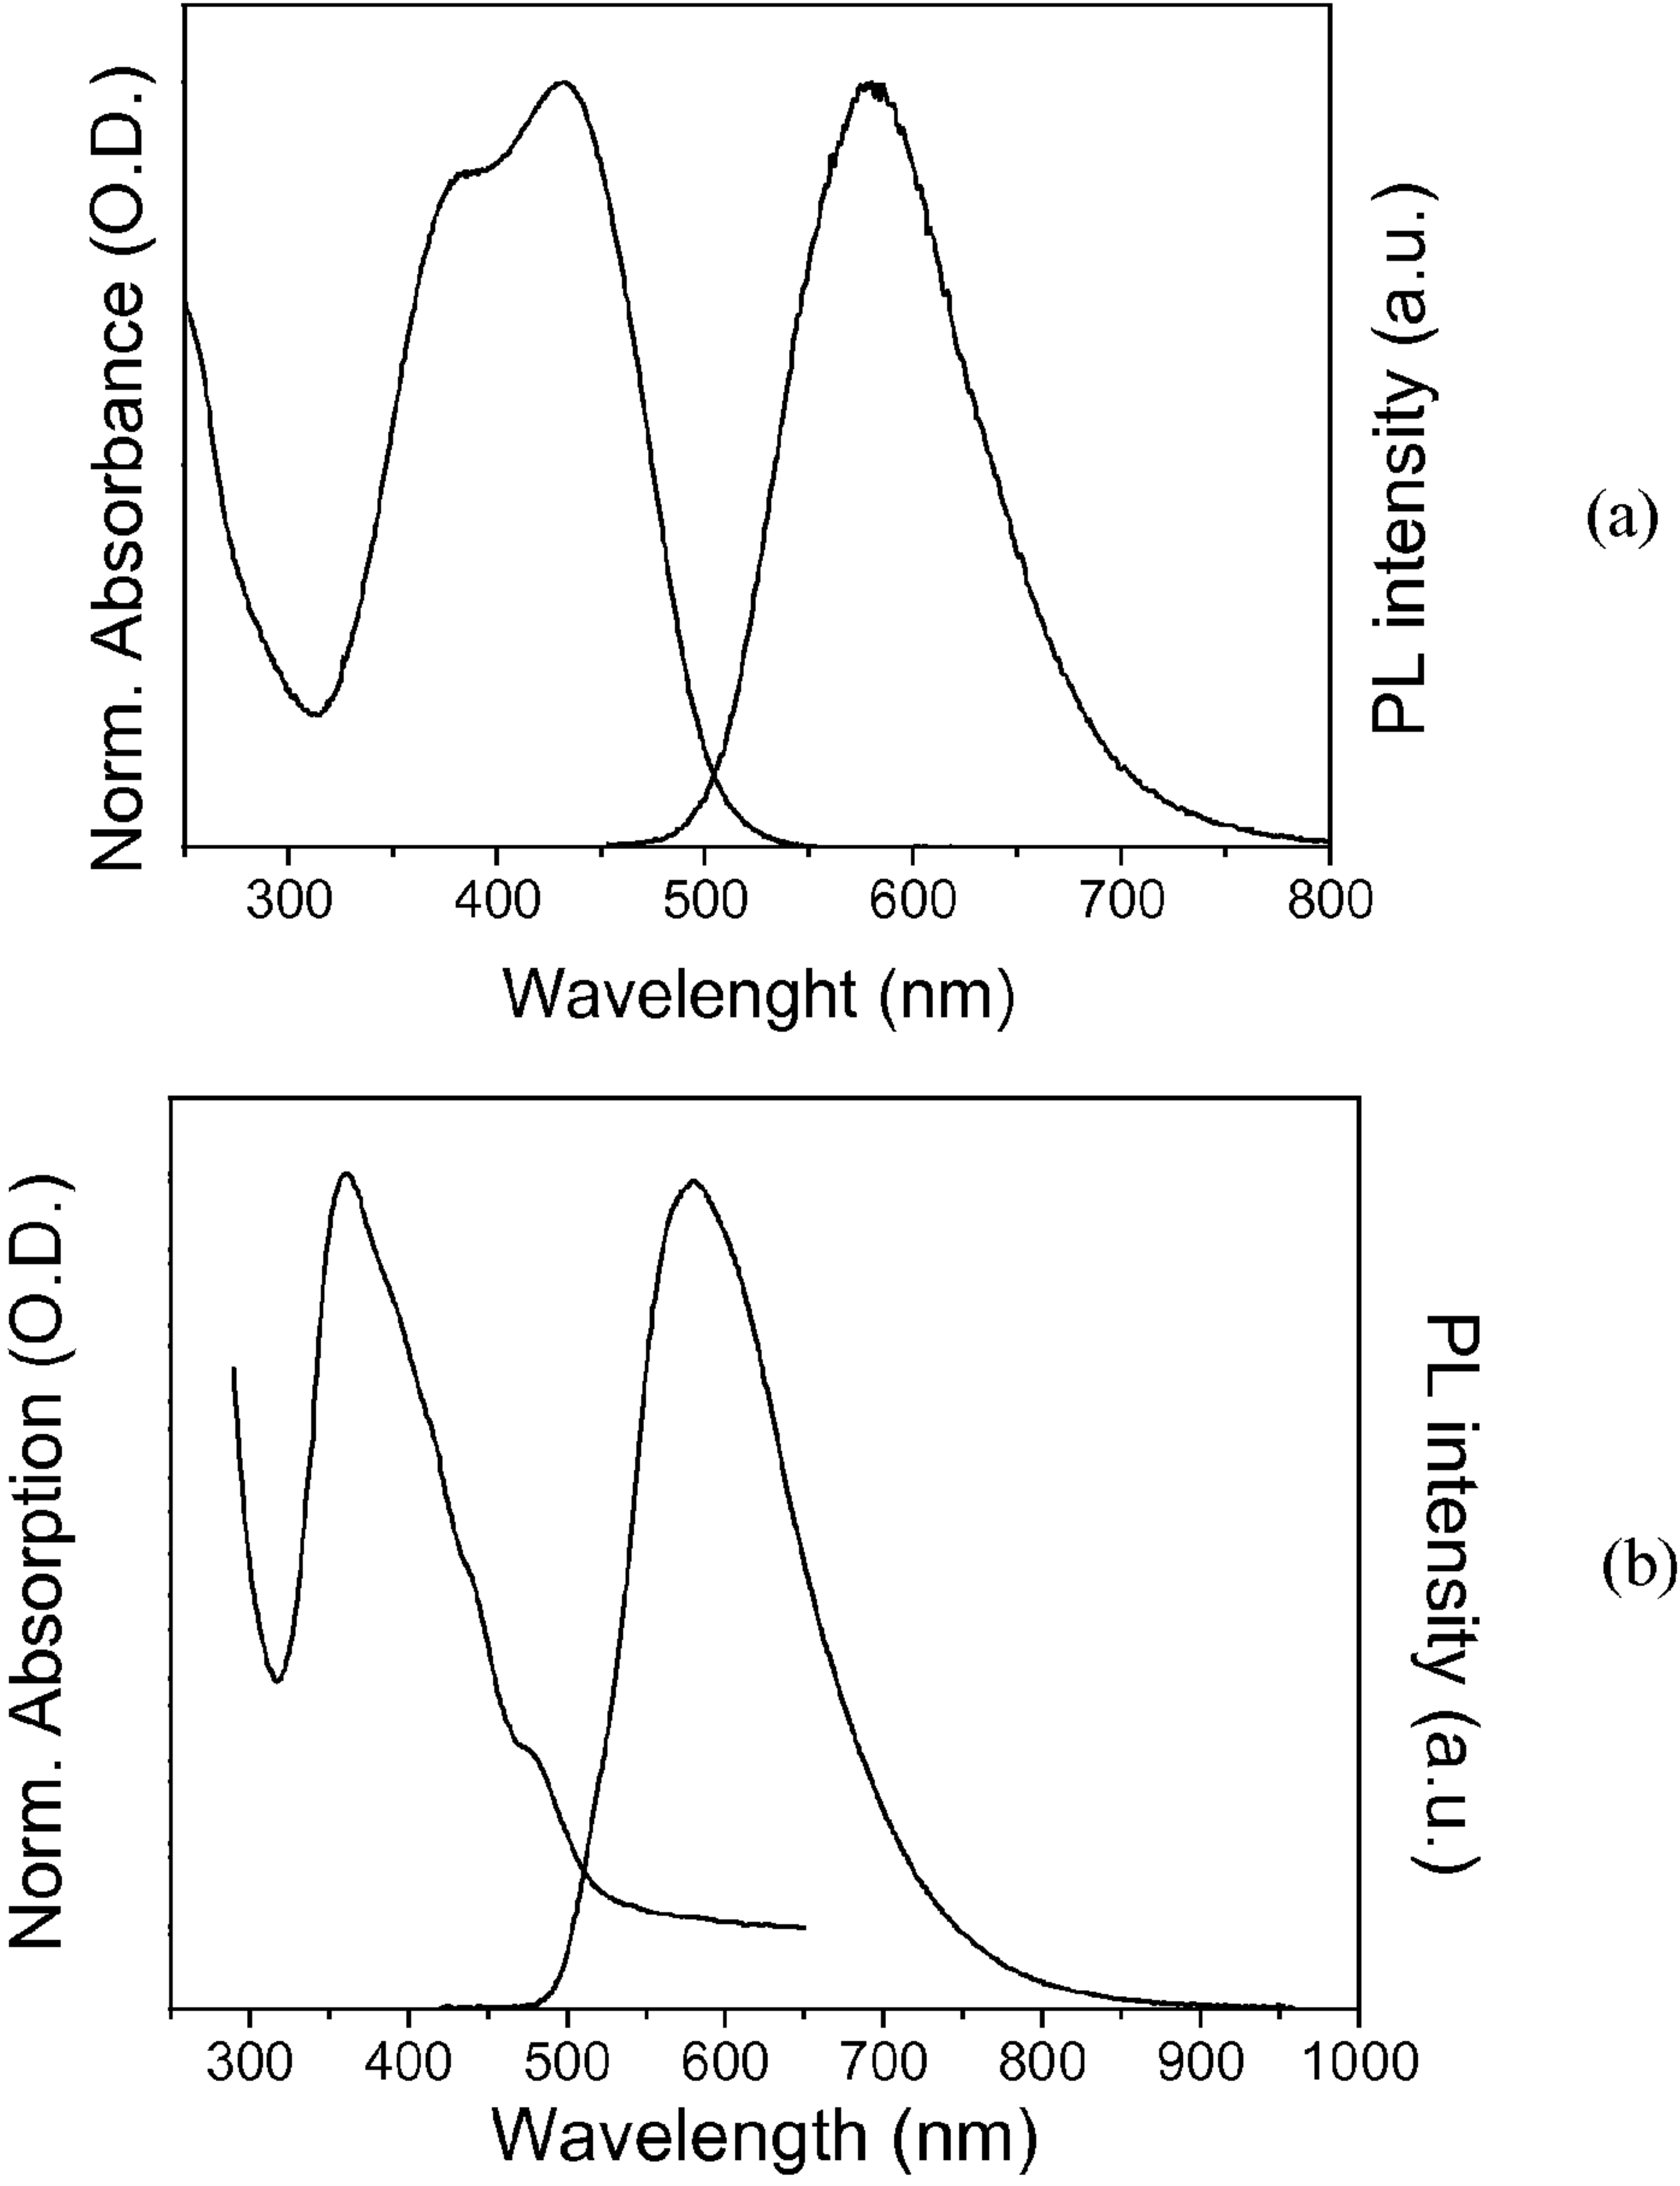 Norm. Absorbance (O.D.)
PL intensity (a.u.)
(a)
300 400 500 600 700 800
Wavelenght (nm)
Norm. Absorption (O.D.)
PL intensity (a.u.)
(b)
300 400 500 600 700 800 900 1000
Wavelength (nm)